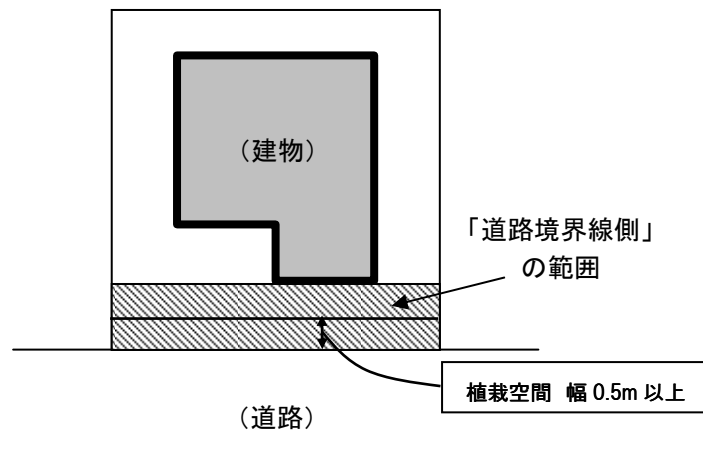 （建物）
「道路境界線側」
の範囲
植栽空間 幅 0.5m 以上
（道路）